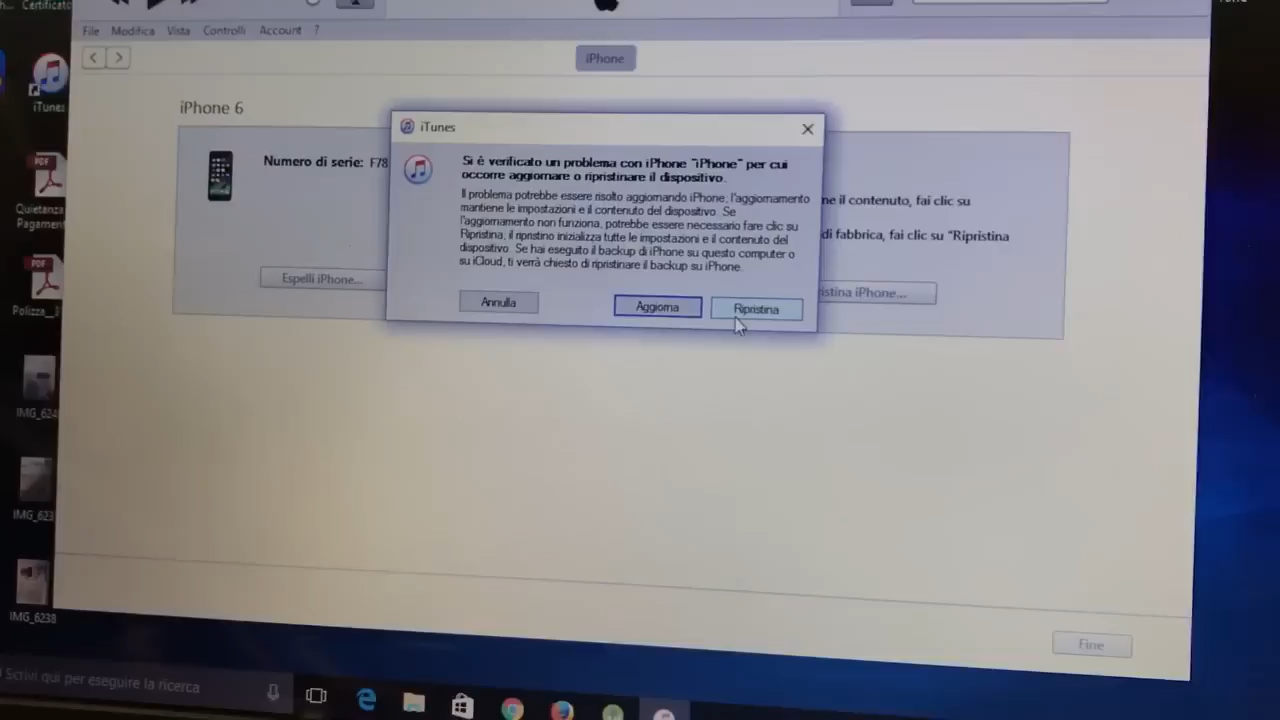 Certificato
File Modifica Vista Controlli Account ?
iPhone
iTunes
iPhone 6
iTunes
Numero di serie: F78
Si è verificato un problema con iPhone "iPhone" per cui
occorre aggiornare o ripristinare il dispositivo.
Il problema potrebbe essere risolto aggiornando iPhone, l'aggiornamento
mantiene le impostazioni e il contenuto del dispositivo. Se
l'aggiornamento non funziona, potrebbe essere necessario fare clic su
Ripristina, il ripristino inizializza tutte le impostazioni e il contenuto del
dispositivo. Se hai eseguito il backup di iPhone su questo computer o
su iCloud, ti verrà chiesto di ripristinare il backup su iPhone.
ne il contenuto, fai clic su
di fabbrica, fai clic su "Ripristina
Espelli iPhone...
Annulla
Aggiorna
Ripristina
istina iPhone...
Quietanza
Pagamen
Polizza_
IMG_624
IMG_623
IMG_6238
Fine
Scrivi qui per eseguire la ricerca